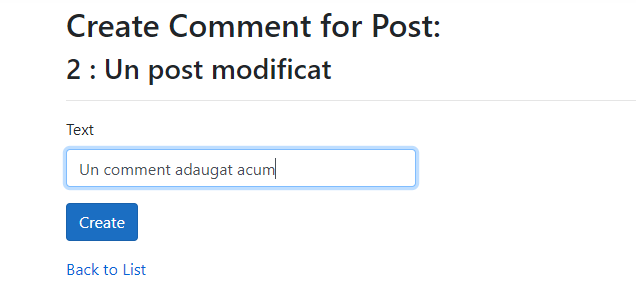 Create Comment for Post:
2 : Un post modificat
Text
Un comment adaugat acum
Create
Back to List